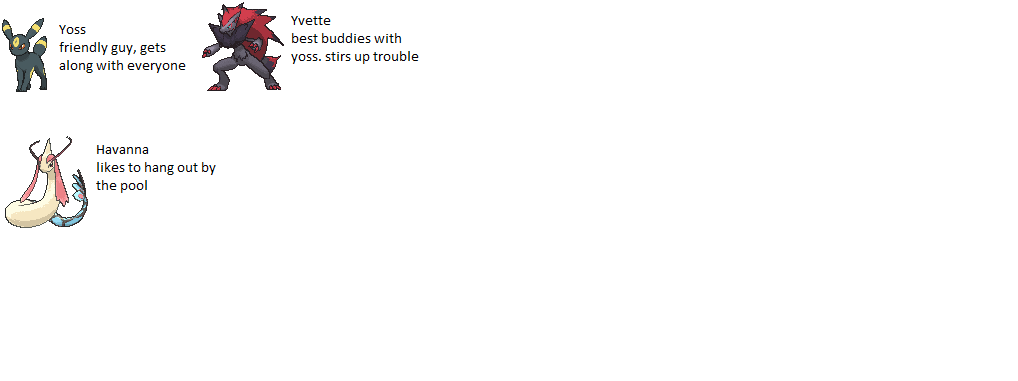 Yoss
friendly guy, gets
along with everyone
Yvette
best buddies with
yoss. stirs up trouble
Havanna
likes to hang out by
the pool